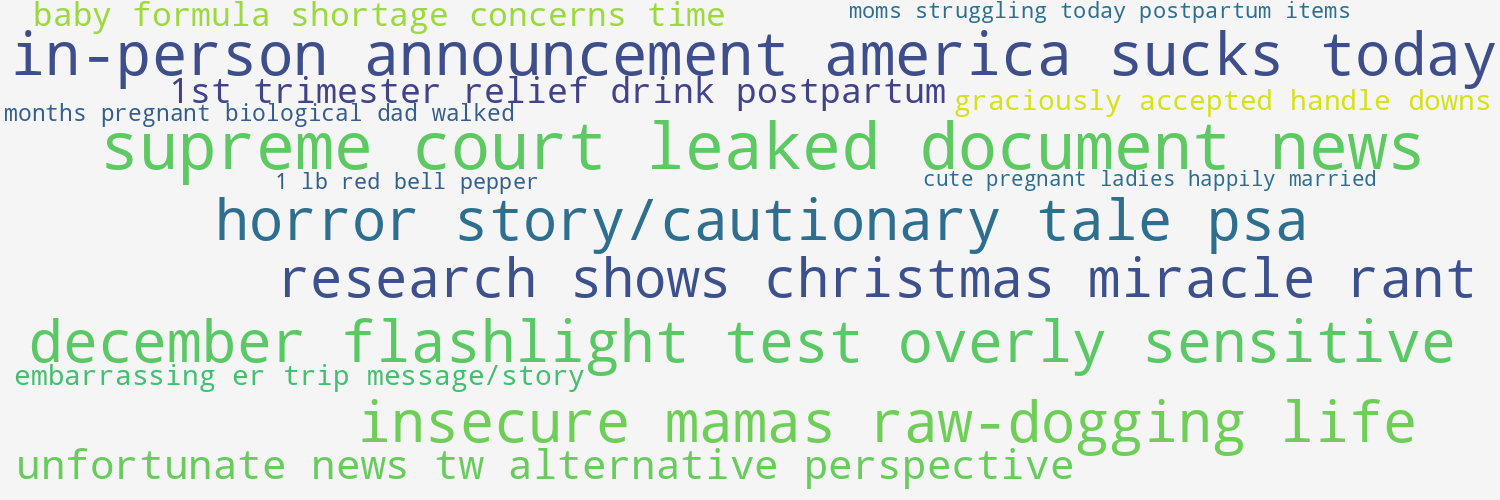 baby formula shortage concerns time
moms struggling today postpartum items
in-person announcement america sucks today
1st trimester relief drink postpartum
graciously accepted handle downs
months pregnant biological dad walked
supreme court leaked document news
1 lb red bell pepper
cute pregnant ladies happily married
horror story/cautionary tale psa
research shows christmas miracle rant
december flashlight test overly sensitive
embarrassing er trip message/story
insecure mamas raw-dogging life
unfortunate news tw alternative perspective